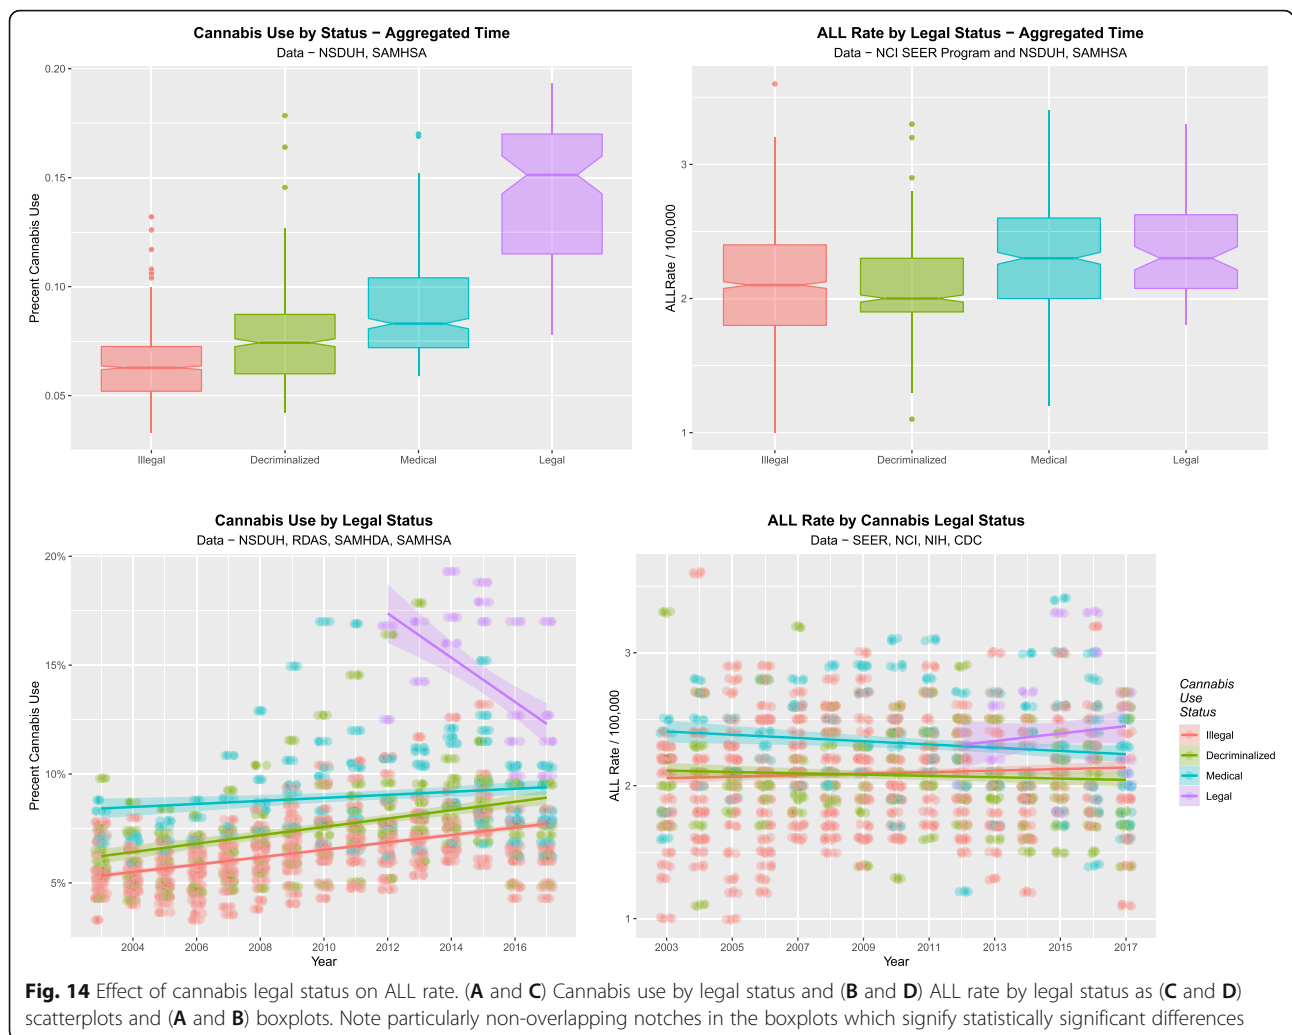 Cannabis Use by Status – Aggregated Time
Data – NSDUH, SAMHSA
0.20
0.15
0.10
0.05
Precent Cannabis Use
Illegal
Decriminalized
Medical
Legal
ALL Rate by Legal Status – Aggregated Time
Data – NCI SEER Program and NSDUH, SAMHSA
3
2
1
ALLRate / 100,000
Illegal
Decriminalized
Medical
Legal
Cannabis Use by Legal Status
Data – NSDUH, RDAS, SAMHDA, SAMHSA
20%
15%
10%
5%
Precent Cannabis Use
2004
2006
2008
2010
2012
2014
2016
Year
ALL Rate by Cannabis Legal Status
Data – SEER, NCI, NIH, CDC
3
2
1
ALL Rate / 100,000
2003
2005
2007
2009
2011
2013
2015
2017
Year
Cannabis
Use
Status
Illegal
Decriminalized
Medical
Legal
Fig. 14 Effect of cannabis legal status on ALL rate. (A and C) Cannabis use by legal status and (B and D) ALL rate by legal status as (C and D)
scatterplots and (A and B) boxplots. Note particularly non-overlapping notches in the boxplots which signify statistically significant differences